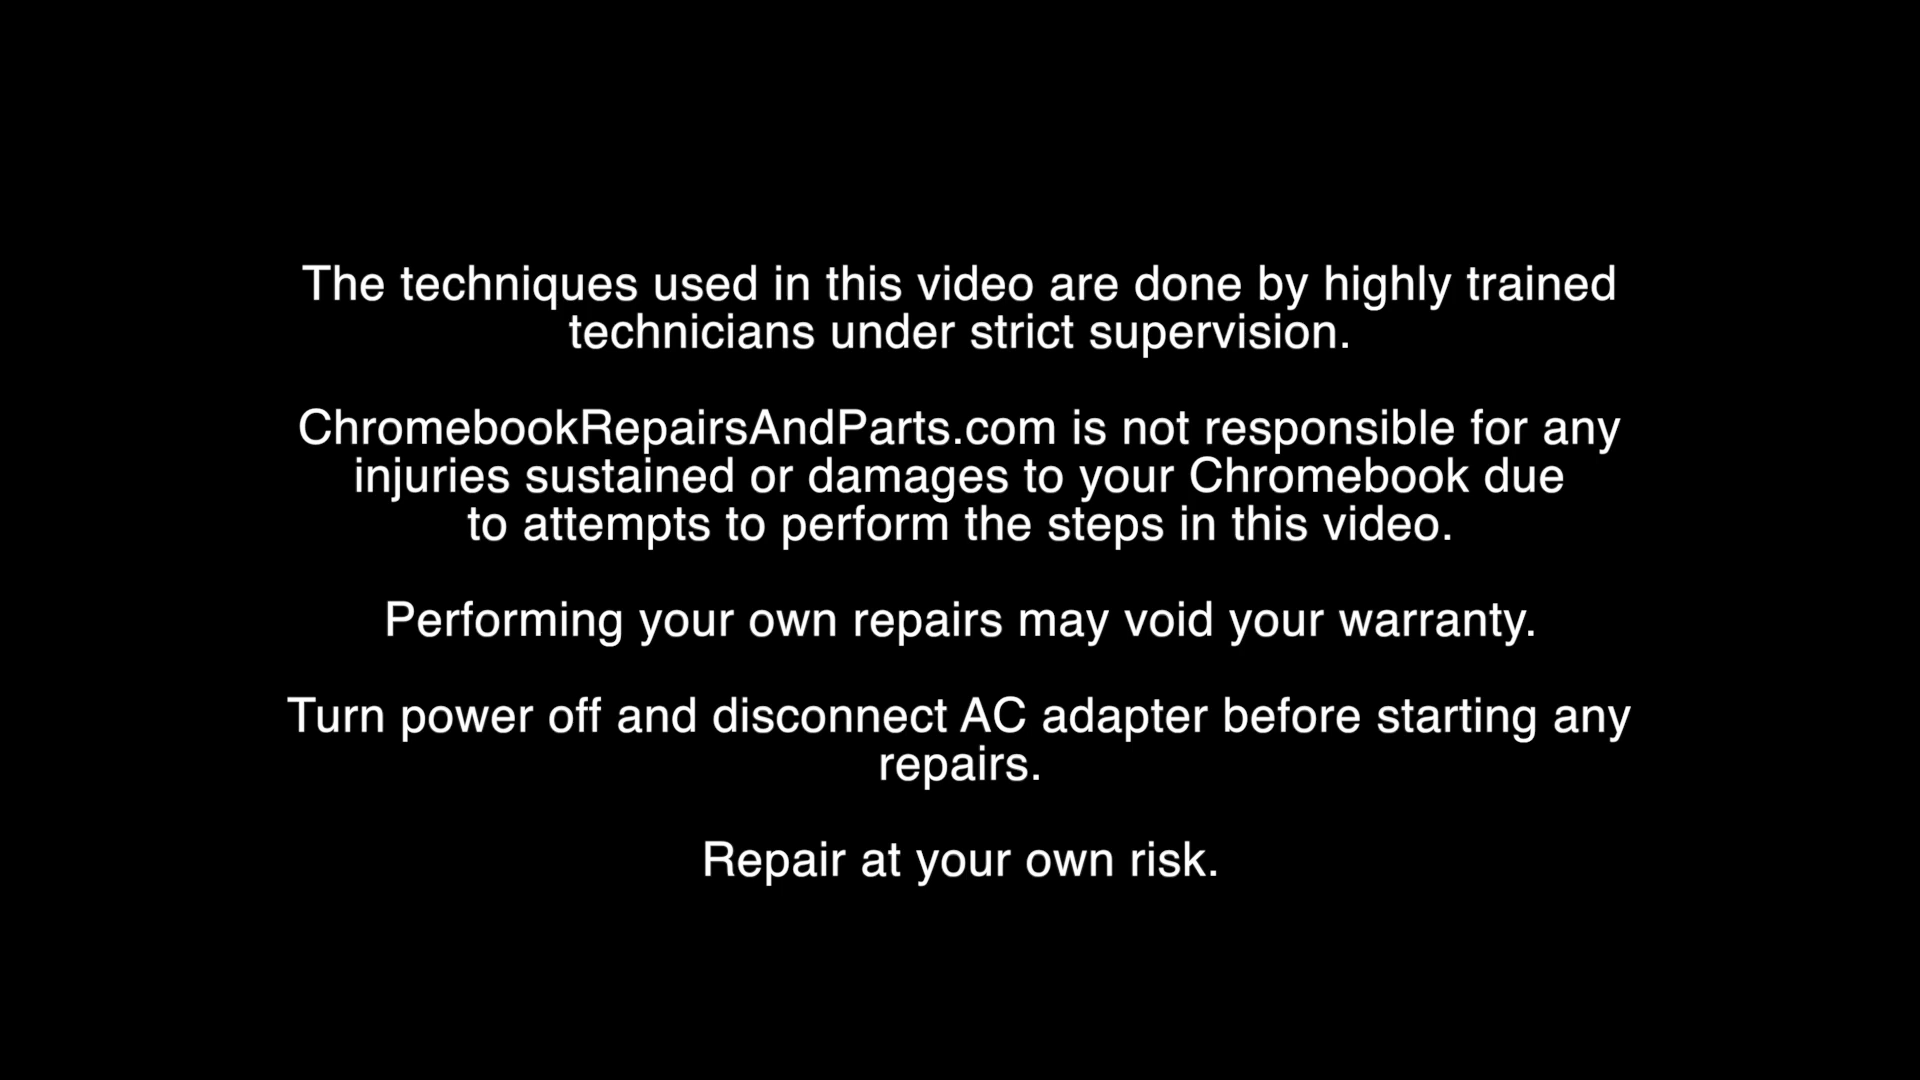 The techniques used in this video are done by highly trained
technicians under strict supervision.
ChromebookRepairsAndParts.com is not responsible for any
injuries sustained or damages to your Chromebook due
to attempts to perform the steps in this video.
Performing your own repairs may void your warranty.
Turn power off and disconnect AC adapter before starting any
repairs.
Repair at your own risk.